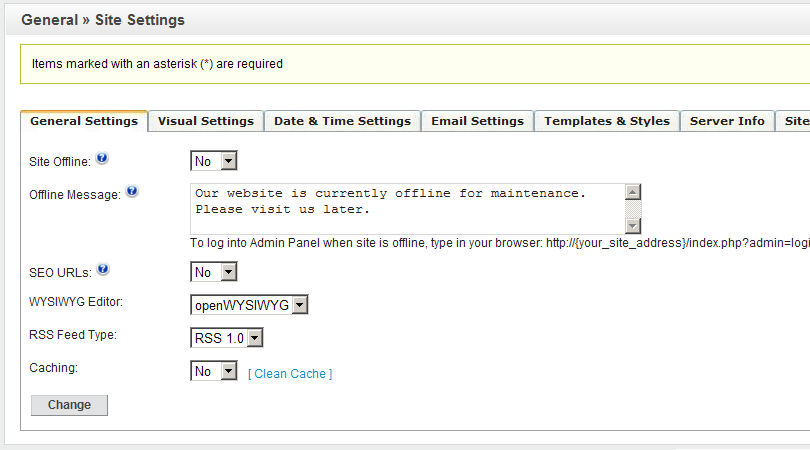 General » Site Settings
Items marked with an asterisk (*) are required
General Settings Visual Settings Date & Time Settings Email Settings Templates & Styles Server Info Site
Site Offline: ? No
Offline Message: ? Our website is currently offline for maintenance.
Please visit us later.
To log into Admin Panel when site is offline, type in your browser: http://{your_site_address}/index.php?admin=logi
SEO URLs: ? No
WYSIWYG Editor: openWYSIWYG
RSS Feed Type: RSS 1.0
Caching: No [ Clean Cache ]
Change